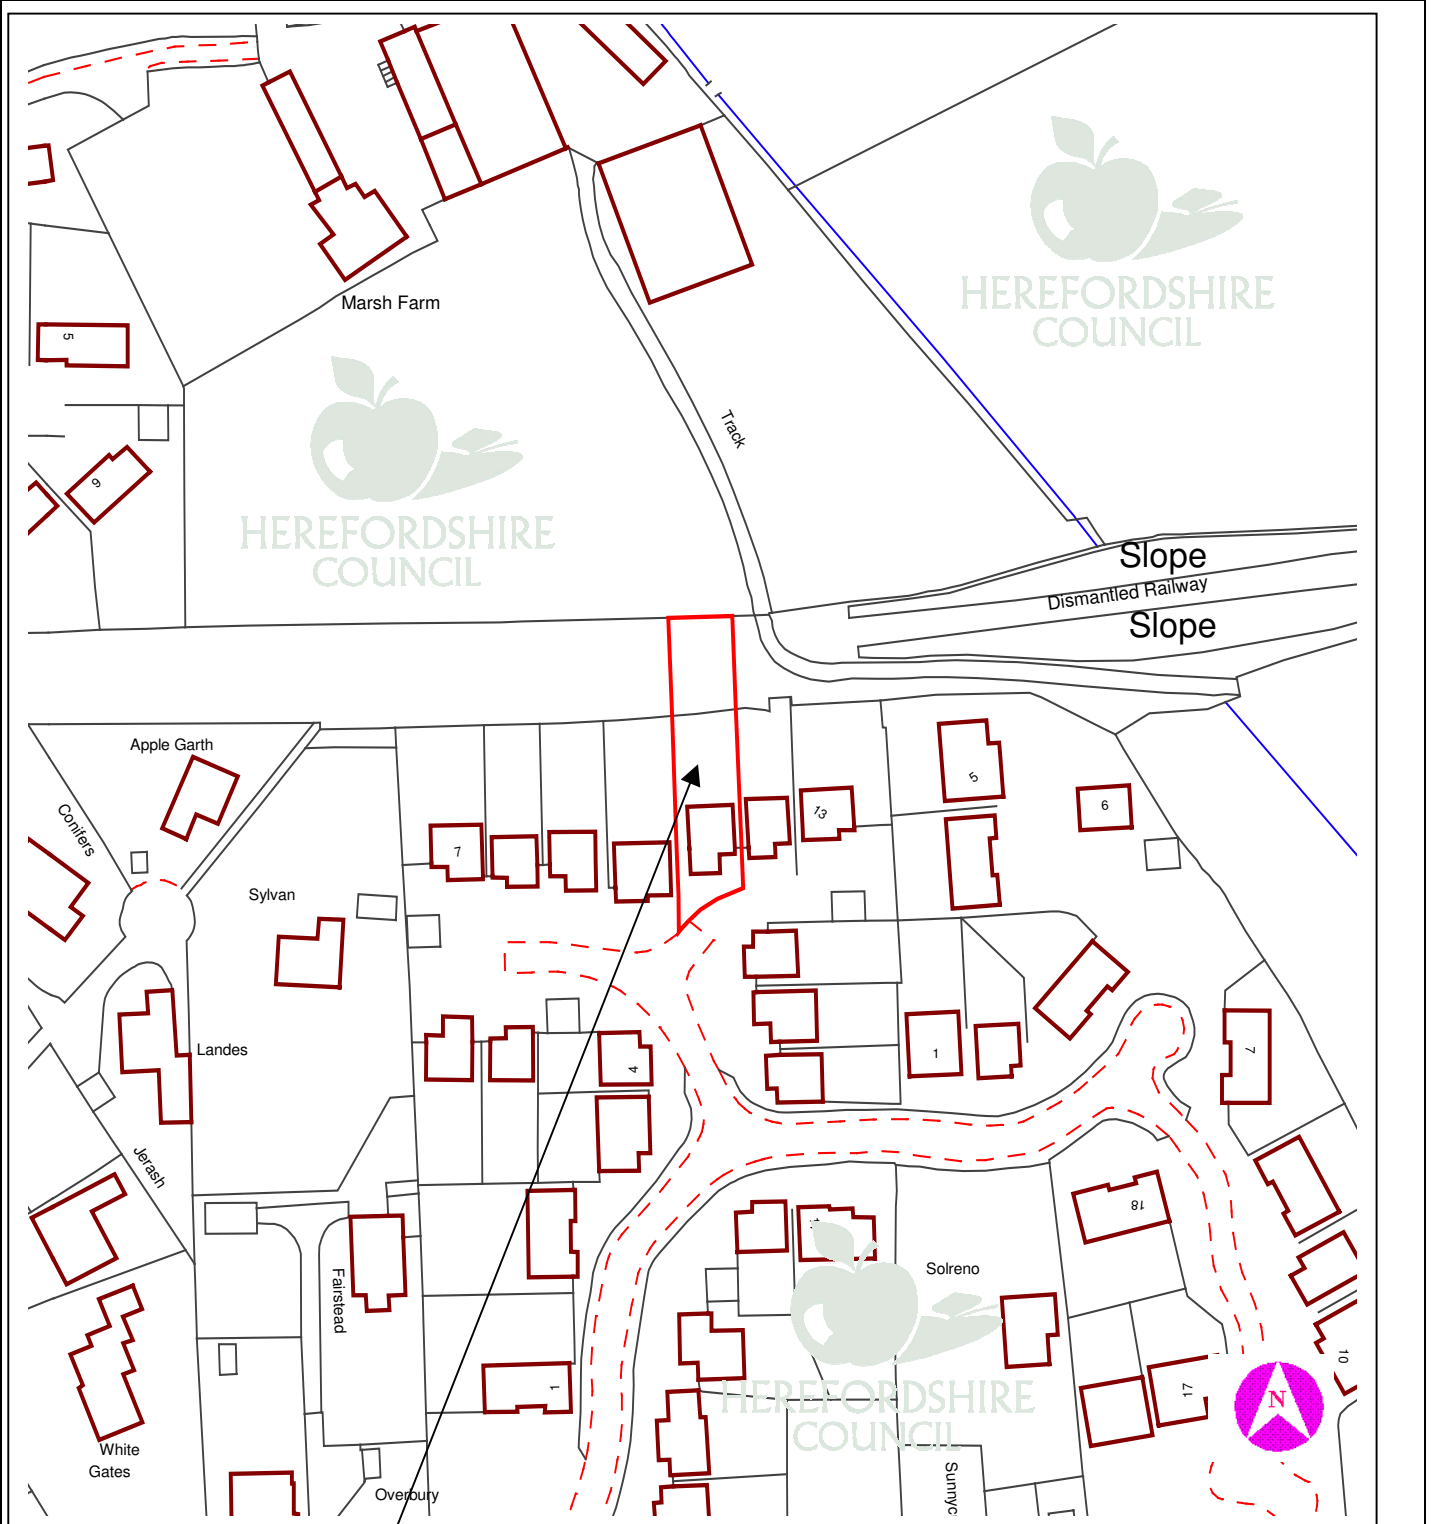 HEREFORDSHIRE
COUNCIL
Marsh Farm
5
Track
9
HEREFORDSHIRE
COUNCIL
Slope
Dismantled Railway
Slope
Apple Garth
Conifers
5
6
13
7
Sylvan
Landes
4
1
7
Jerash
18
Fairstead
Solreno
1
10
17
HEREFORDSHIRE
COUNCIL
N
White
Gates
Overbury
Sunnyc